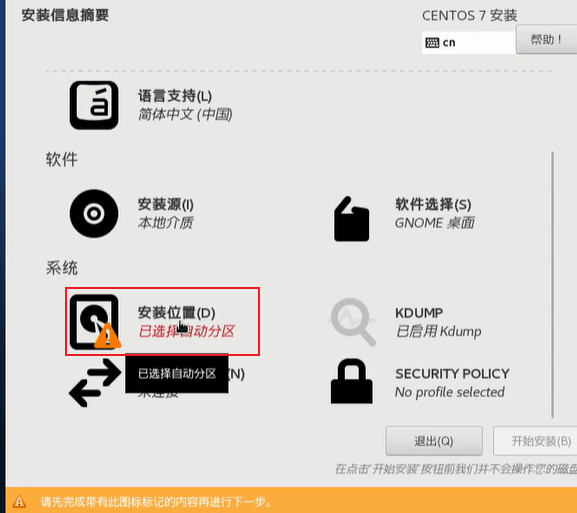 安装信息摘要
CENTOS 7 安装
cn
帮助！
语言支持(L)
简体中文 (中国)
软件
安装源(I)
本地介质
软件选择(S)
GNOME 桌面
系统
安装位置(D)
已选择自动分区
KDUMP
已启用 Kdump
已选择自动分区
(N)
未连接
SECURITY POLICY
No profile selected
退出(Q)
开始安装(B)
在点击"开始安装"按钮前我们并不会操作您的磁盘
请先完成带有此图标标记的内容再进行下一步。